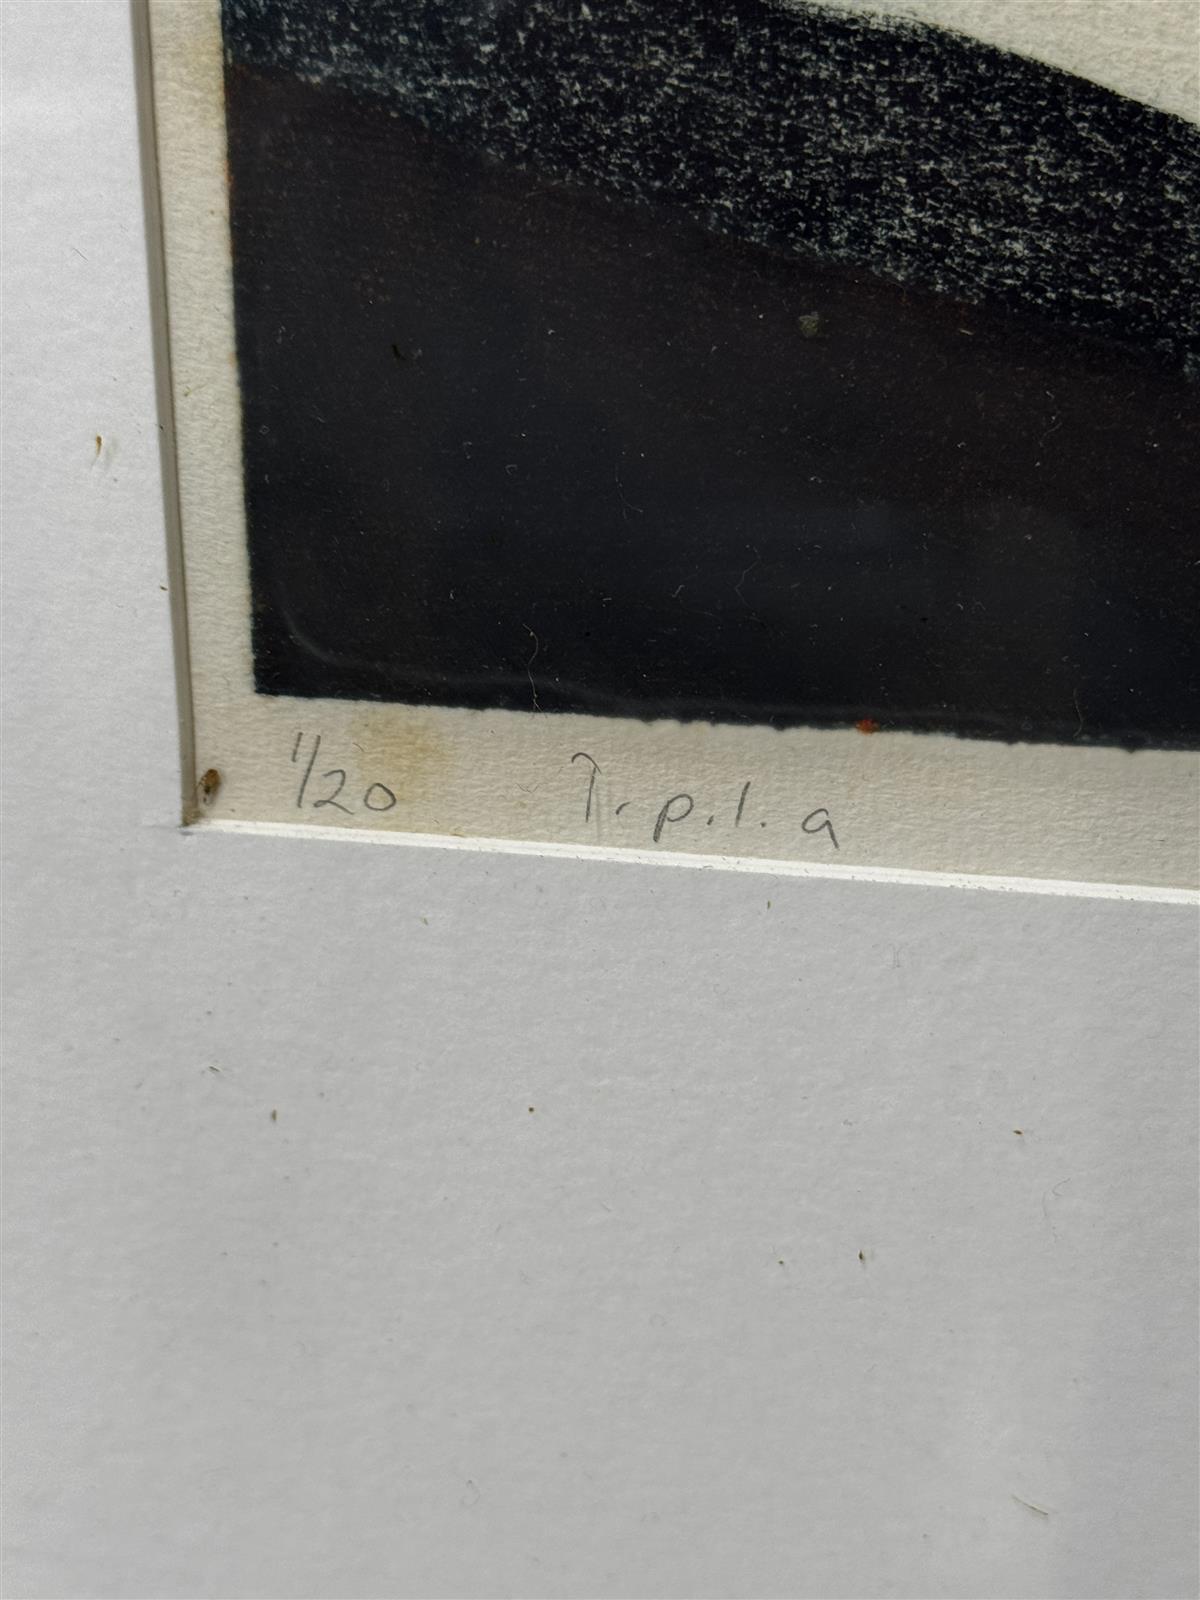 1/20 T. p. l. a